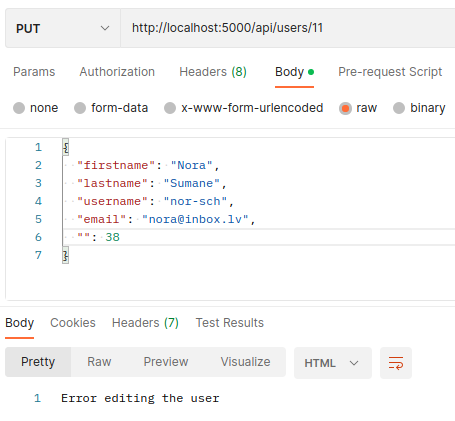 PUT http://localhost:5000/api/users/11
Params Authorization Headers (8) Body Pre-request Script
none form-data x-www-form-urlencoded raw binary
1 {
2 "firstname": "Nora",
3 "lastname": "Sumane",
4 "username": "nor-sch",
5 "email": "nora@inbox.lv",
6 "": 38
7 }
Body Cookies Headers (7) Test Results
Pretty Raw Preview Visualize HTML
1 Error editing the user